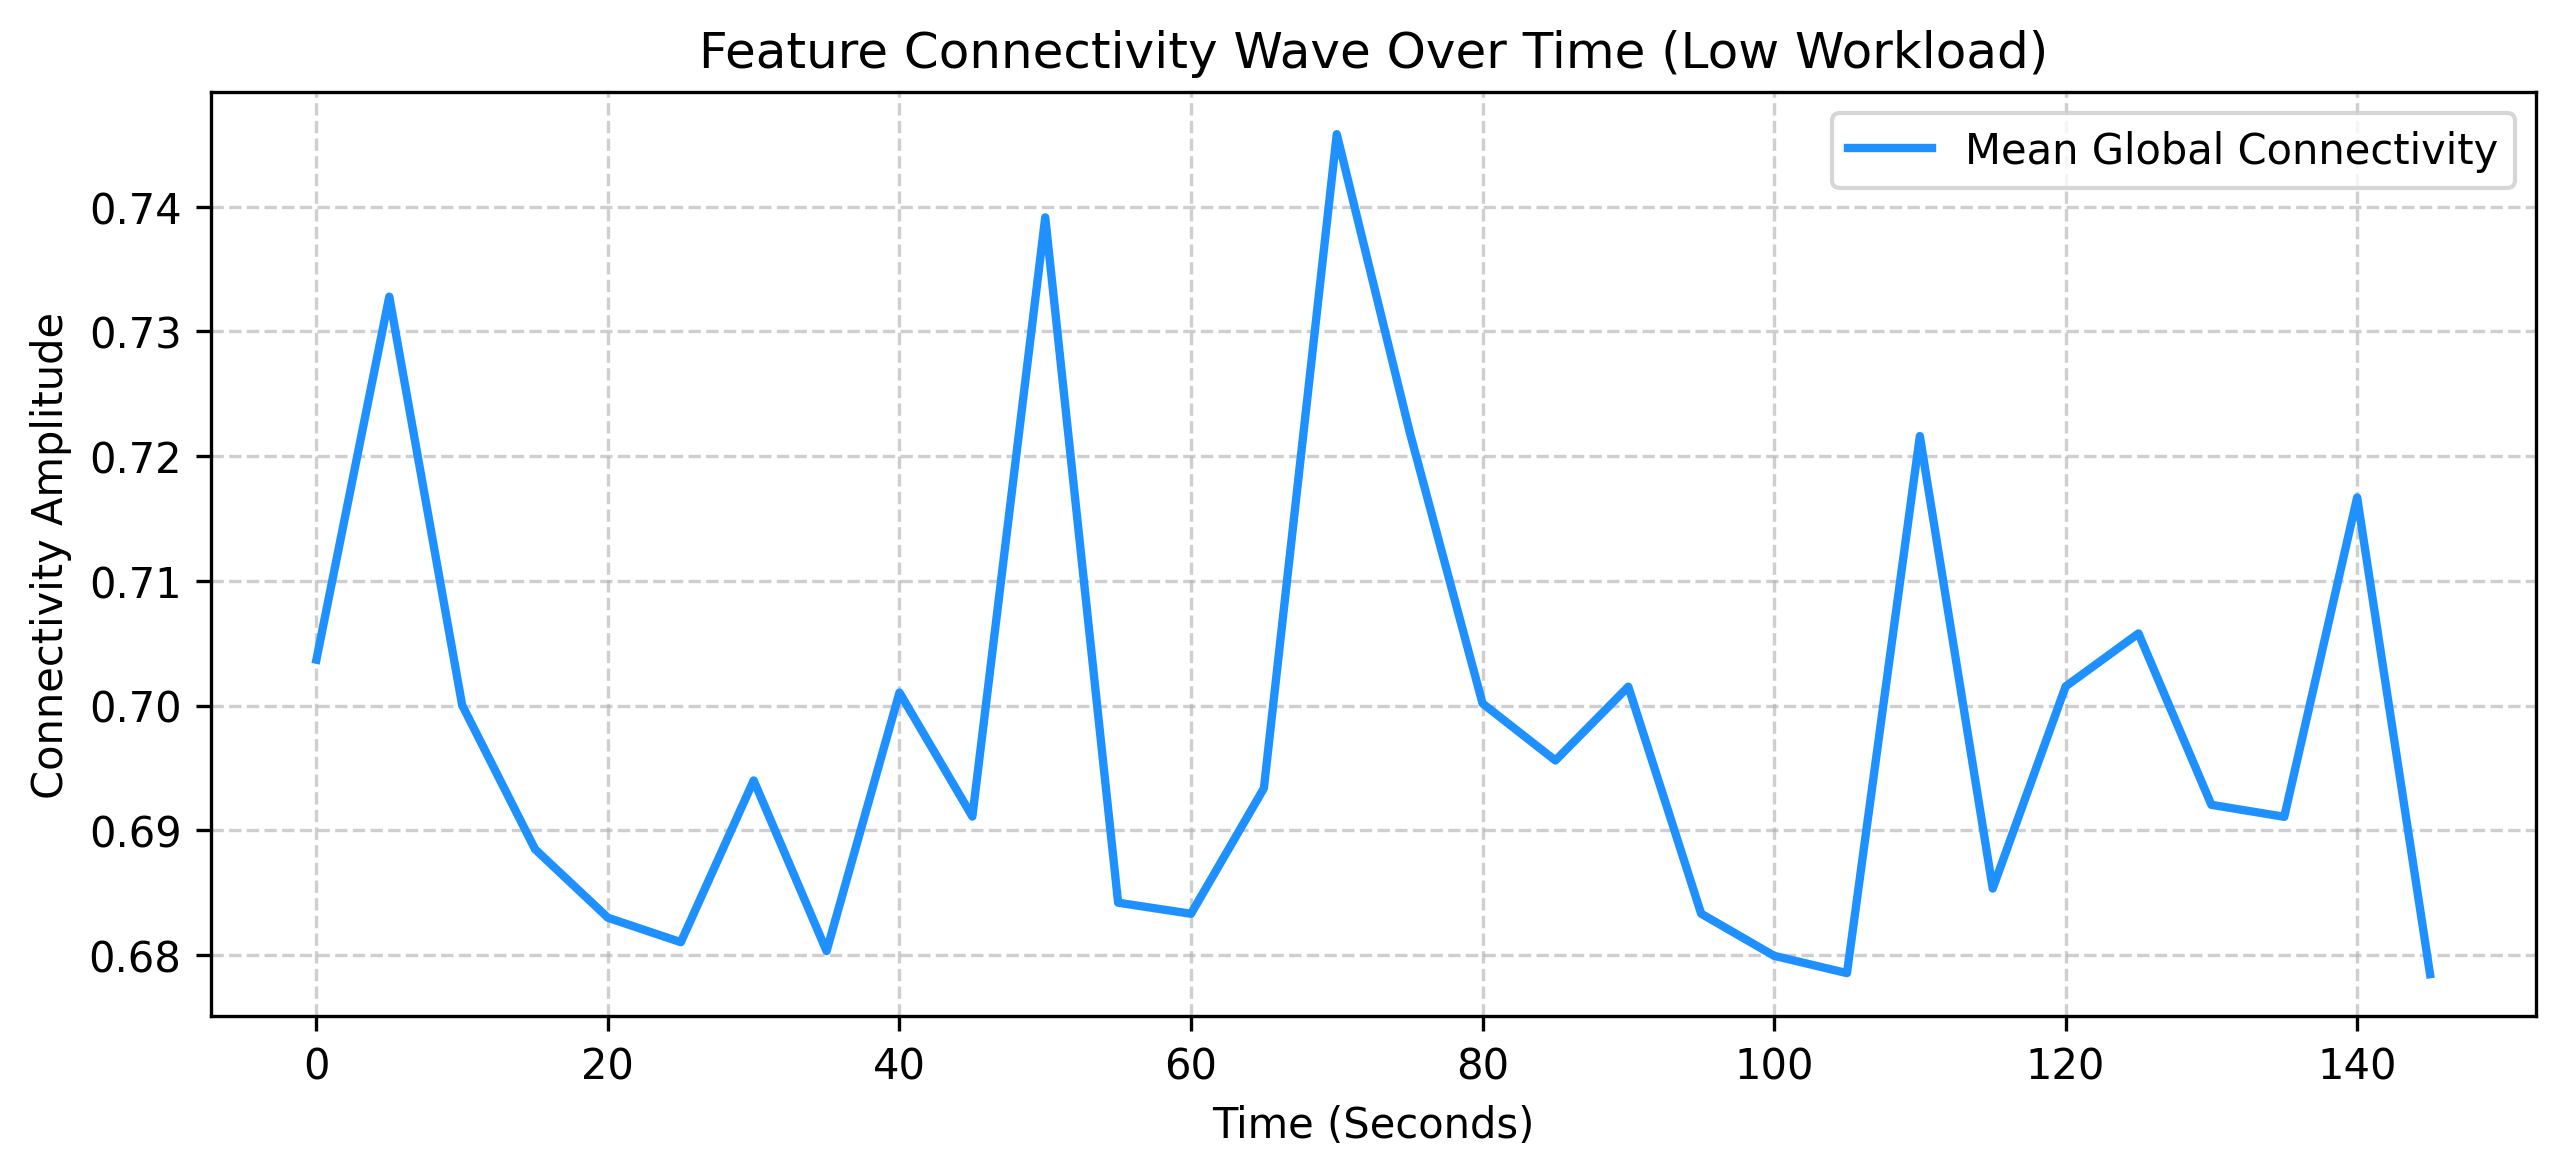 Feature Connectivity Wave Over Time (Low Workload)
Mean Global Connectivity
Connectivity Amplitude
0.74
0.73
0.72
0.71
0.70
0.69
0.68
0 20 40 60 80 100 120 140
Time (Seconds)